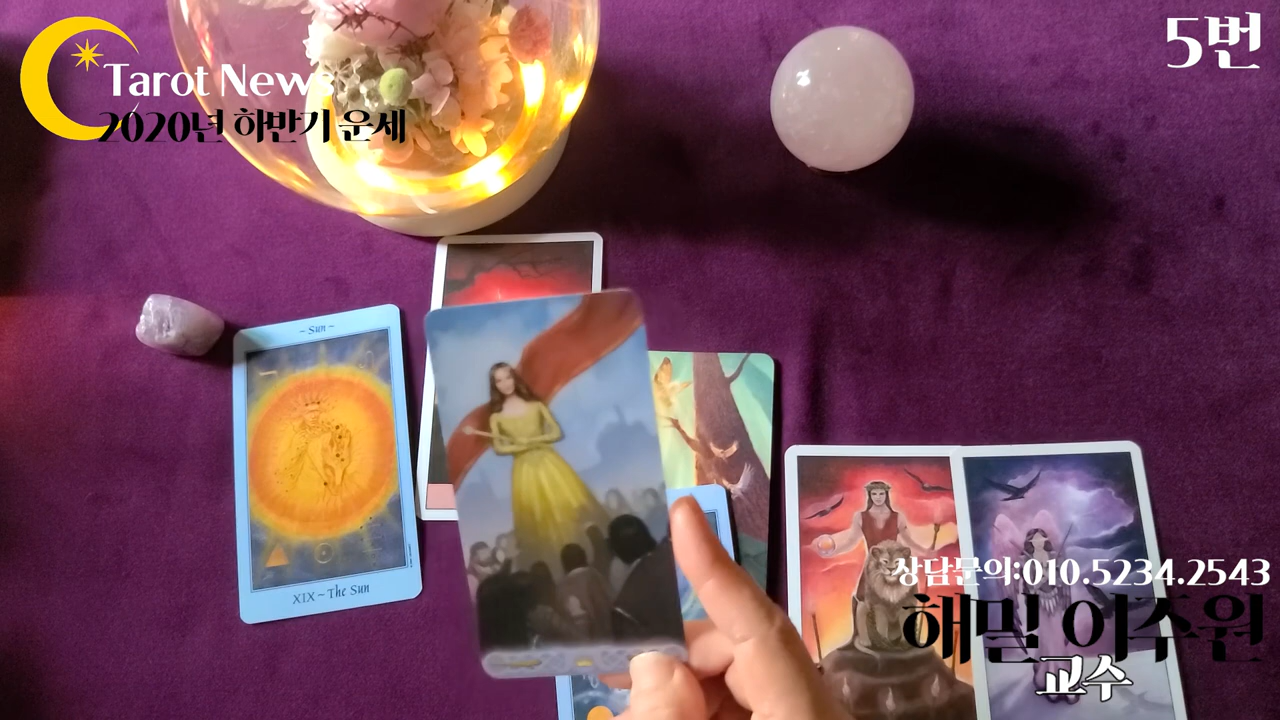 Tarot News
2020년 하반기 운세
5번
~ Sun ~
XIX ~ The Sun
상담문의:010.5234.2543
해밀 이주원
교수